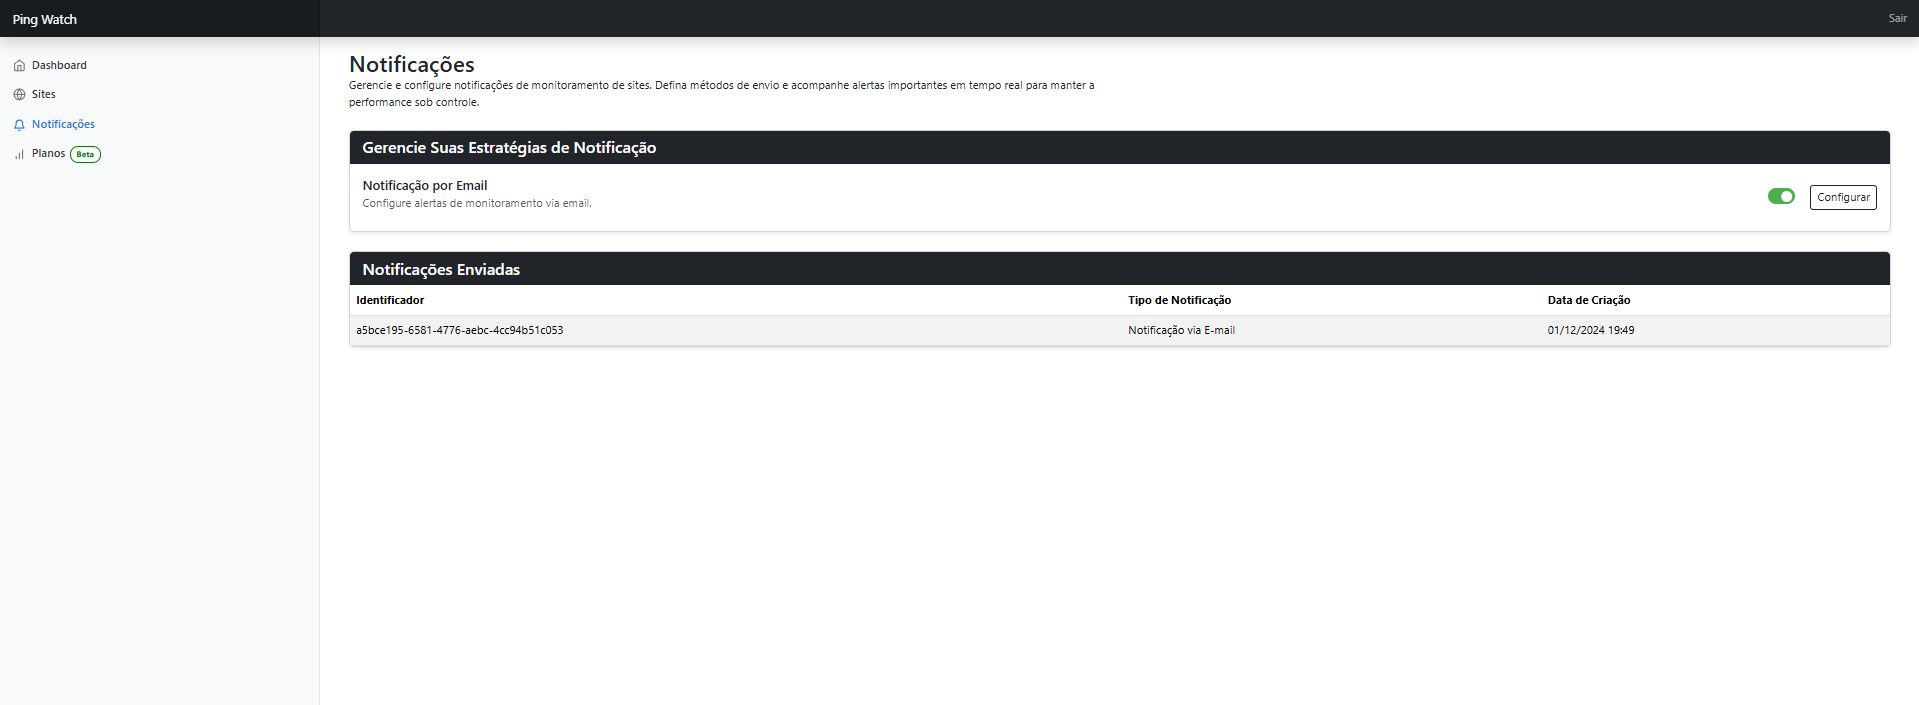 Ping Watch
Sair
Dashboard
Sites
Notificações
Planos Beta
Notificações
Gerencie e configure notificações de monitoramento de sites. Defina métodos de envio e acompanhe alertas importantes em tempo real para manter a
performance sob controle.
Gerencie Suas Estratégias de Notificação
Notificação por Email
Configure alertas de monitoramento via email.
Configurar
Notificações Enviadas
Identificador Tipo de Notificação Data de Criação
a5bce195-6581-4776-aebc-4cc94b51c053 Notificação via E-mail 01/12/2024 19:49